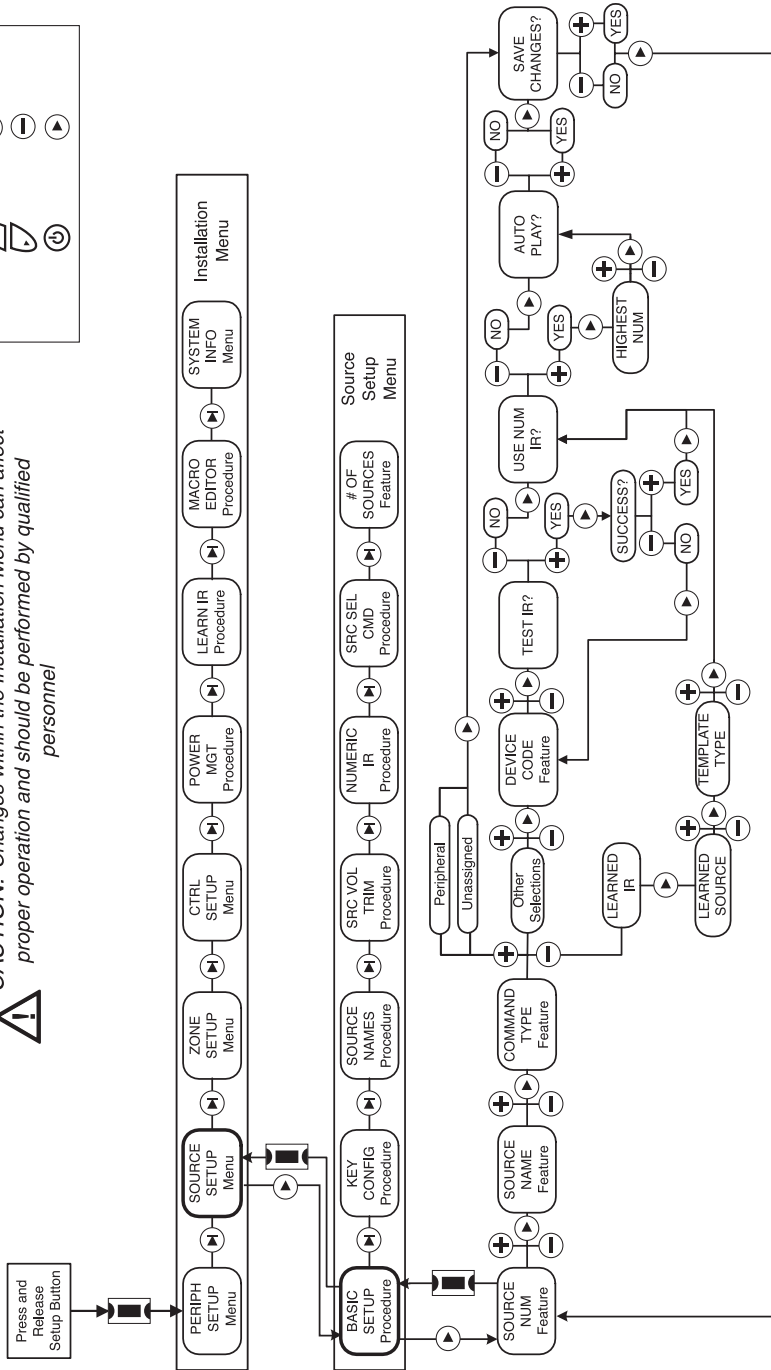 CAUTION: Changes within the Installation Menu can affect
proper operation and should be performed by qualified
personnel
Press and
Release
Setup Button
PERIPH
SETUP
Menu
SOURCE
SETUP
Menu
ZONE
SETUP
Menu
CTRL
SETUP
Menu
POWER
MGT
Procedure
LEARN IR
Procedure
MACRO
EDITOR
Procedure
SYSTEM
INFO
Menu
Installation
Menu
BASIC
SETUP
Procedure
KEY
CONFIG
Procedure
SOURCE
NAMES
Procedure
SRC VOL
TRIM
Procedure
NUMERIC
IR
Procedure
SRC SEL
CMD
Procedure
# OF
SOURCES
Feature
Source
Setup
Menu
SOURCE
NUM
Feature
SOURCE
NAME
Feature
COMMAND
TYPE
Feature
Peripheral
Unassigned
Other
Selections
LEARNED
IR
LEARNED
SOURCE
TEMPLATE
TYPE
DEVICE
CODE
Feature
TEST IR?
NO
YES
SUCCESS?
NO
YES
USE NUM
IR?
NO
YES
HIGHEST
NUM
AUTO
PLAY?
NO
YES
SAVE
CHANGES?
NO
YES